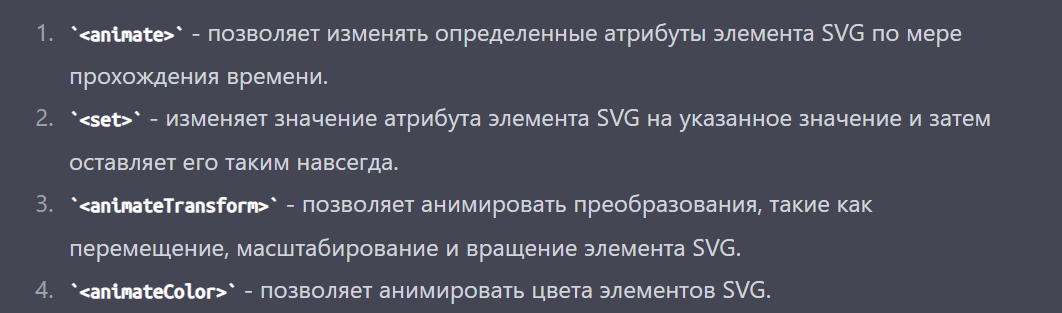 1. `<animate>` - позволяет изменять определенные атрибуты элемента SVG по мере
прохождения времени.
2. `<set>` - изменяет значение атрибута элемента SVG на указанное значение и затем
оставляет его таким навсегда.
3. `<animateTransform>` - позволяет анимировать преобразования, такие как
перемещение, масштабирование и вращение элемента SVG.
4. `<animateColor>` - позволяет анимировать цвета элементов SVG.